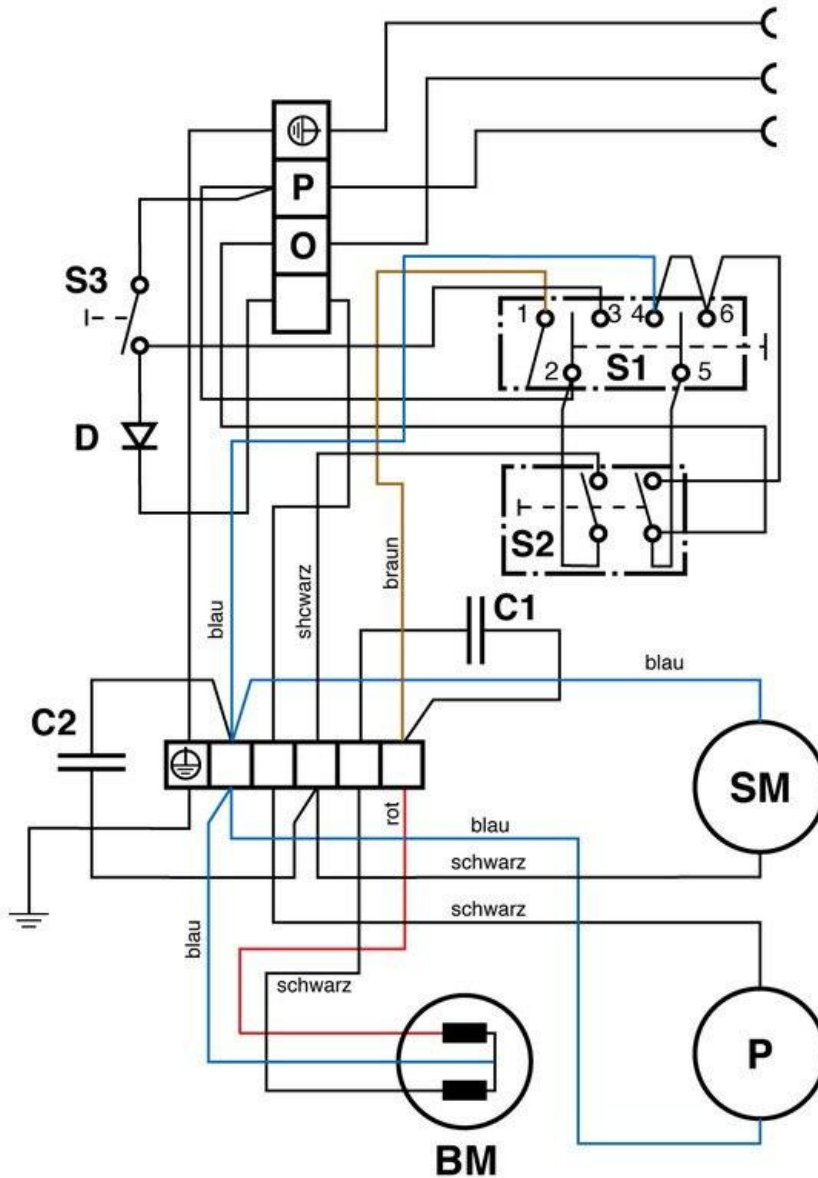 P
O
S3
1
3
4
6
2
S1
5
D
S2
blau
shcwarz
braun
C1
blau
C2
SM
rot
blau
schwarz
schwarz
blau
schwarz
P
BM